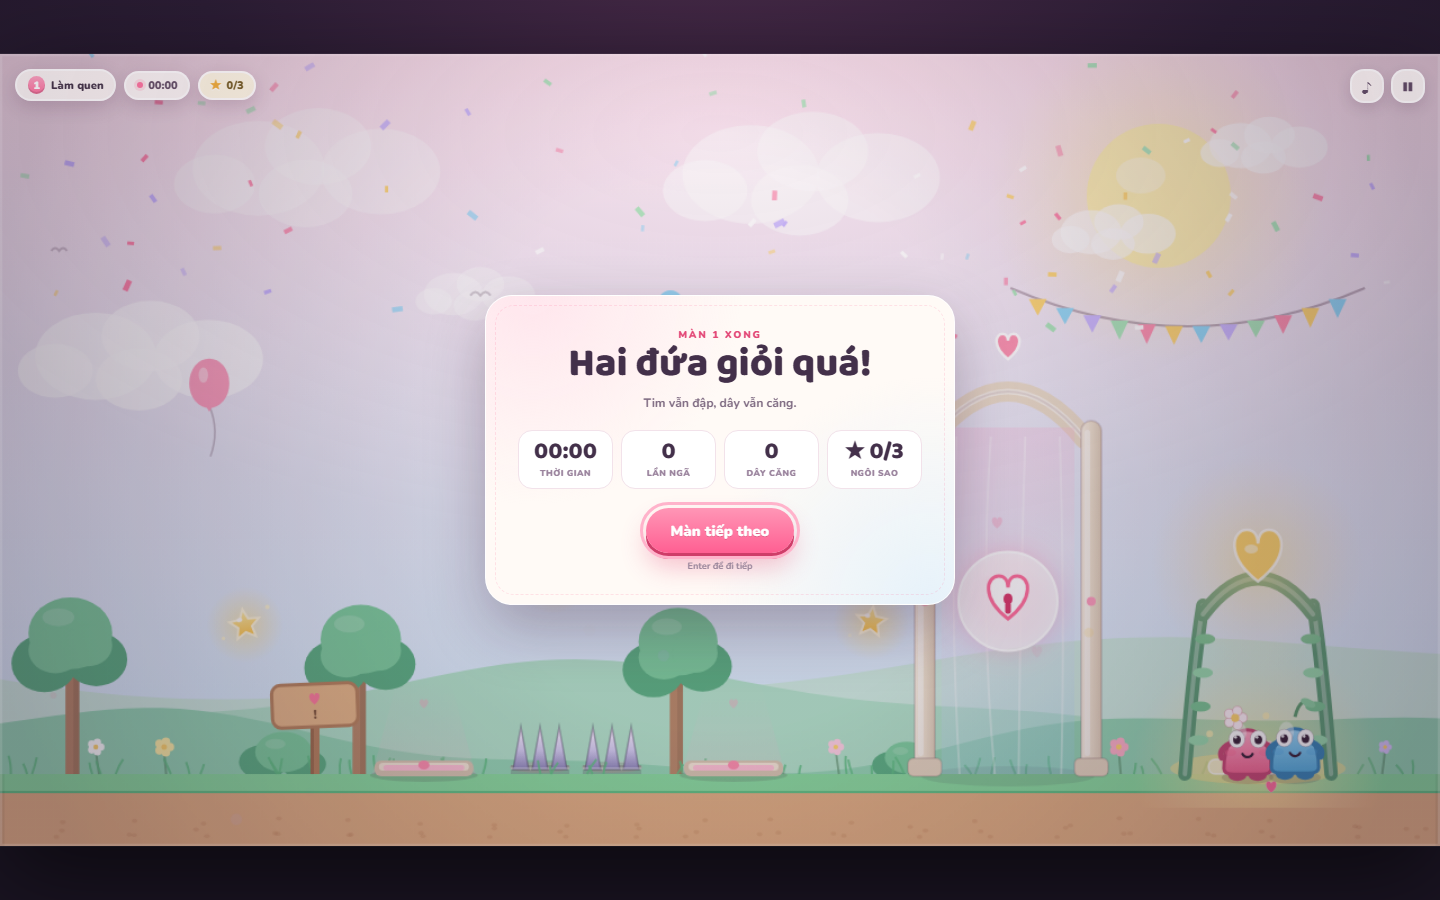 1 Làm quen
00:00
★ 0/3
MÀN 1 XONG
Hai đứa giỏi quá!
Tim vẫn đập, dây vẫn căng.
00:00
THỜI GIAN
0
LẦN NGÃ
0
DÂY CĂNG
★ 0/3
NGÔI SAO
Màn tiếp theo
Enter để đi tiếp
!